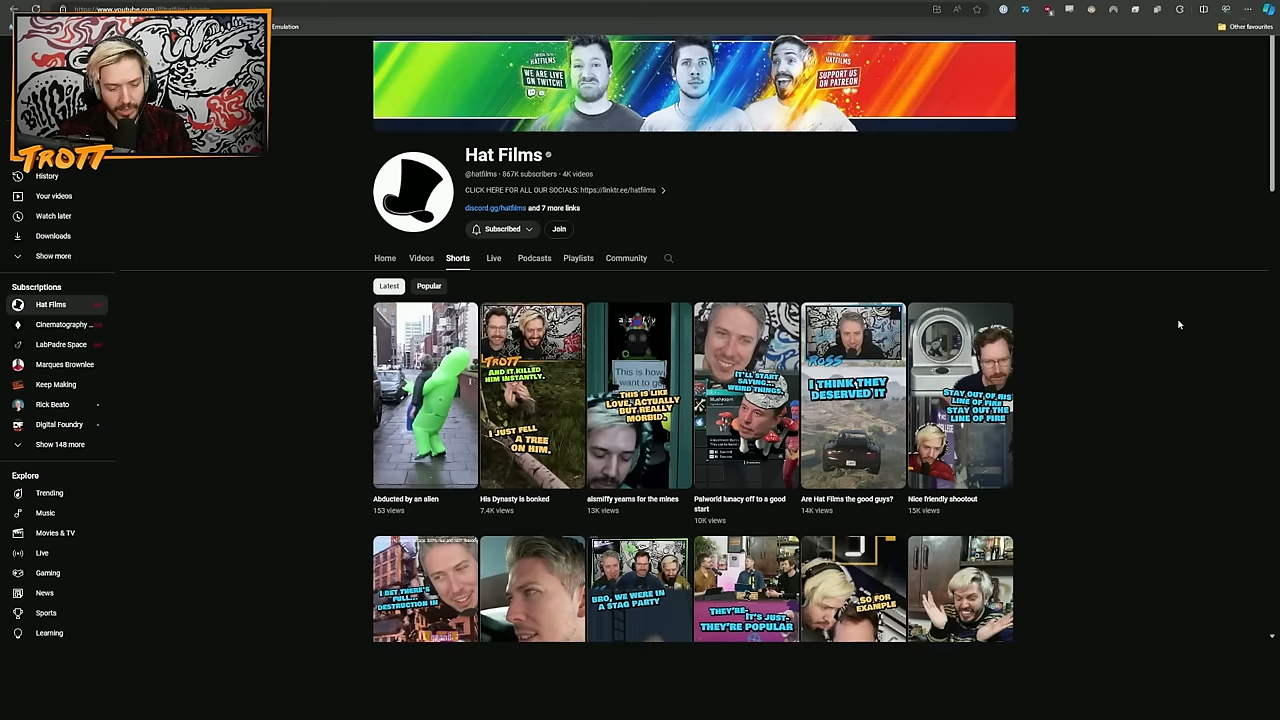 https://www.youtube.com/
Emulation
Other favourites
TROTT
HATFILMS
WE ARE LIVE
ON TWITCH!
HATFILMS
SUPPORT US
ON PATREON
Hat Films
@hatfilms · 867K subscribers · 4K videos
CLICK HERE FOR ALL OUR SOCIALS: https://linktr.ee/hatfilms
discord.gg/hatfilms and 7 more links
Subscribed
Join
Home
Videos
Shorts
Live
Podcasts
Playlists
Community
Latest
Popular
History
Your videos
Watch later
Downloads
Show more
Subscriptions
Hat Films
Cinematography ...
LabPadre Space
Marques Brownlee
Keep Making
Rick Beato
Digital Foundry
Show 148 more
Explore
Trending
Music
Movies & TV
Live
Gaming
News
Sports
Learning
TROTT
AND IT KILLED
HIM INSTANTLY.
I JUST FELL
A TREE
ON HIM.
This is how
want to go
THIS IS LIKE
LOVE, ACTUALLY
BUT REALLY
MORBID.
IT'LL START
SAYING...
WEIRD THINGS.
ROSS
I THINK THEY
DESERVED IT
STAY OUT OF HIS
LINE OF FIRE
STAY OUT THE
LINE OF FIRE
Abducted by an alien
153 views
His Dynasty is bonked
7.4K views
alsmiffy yearns for the mines
13K views
Palworld lunacy off to a good
start
10K views
Are Hat Films the good guys?
14K views
Nice friendly shootout
15K views
I BET THERE'S
FULL...
DESTRUCTION IN
BRO, WE WERE IN
A STAG PARTY
THEY'RE-
IT'S JUST-
THEY'RE POPULAR
SO FOR
EXAMPLE